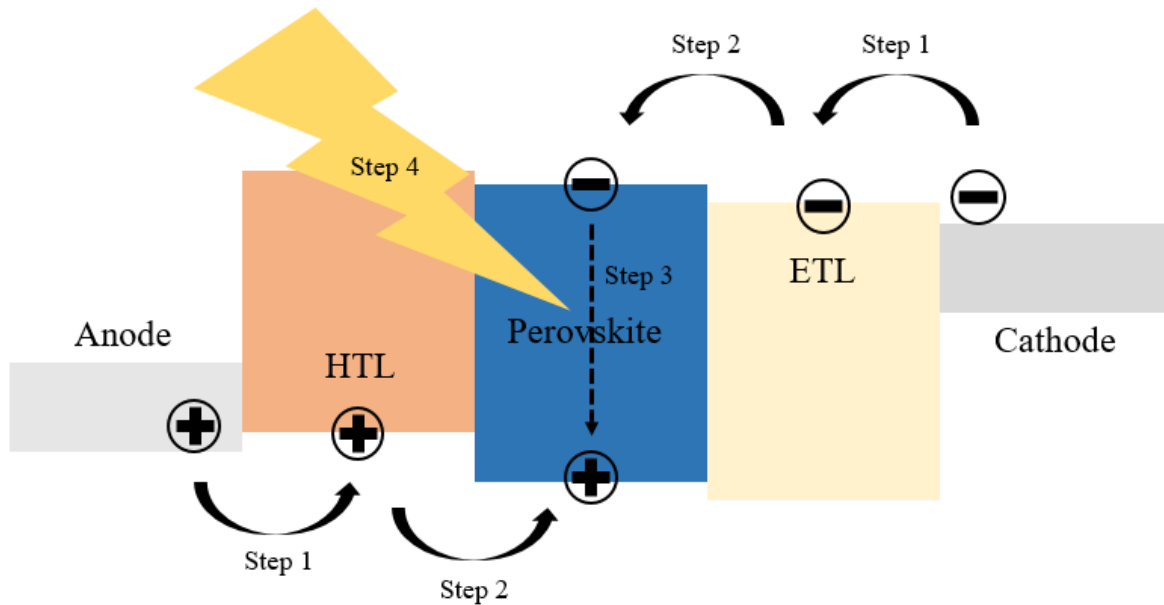 Step 2
Step 1
Step 4
Step 3
ETL
Perovskite
Anode
Cathode
HTL
Step 1
Step 2